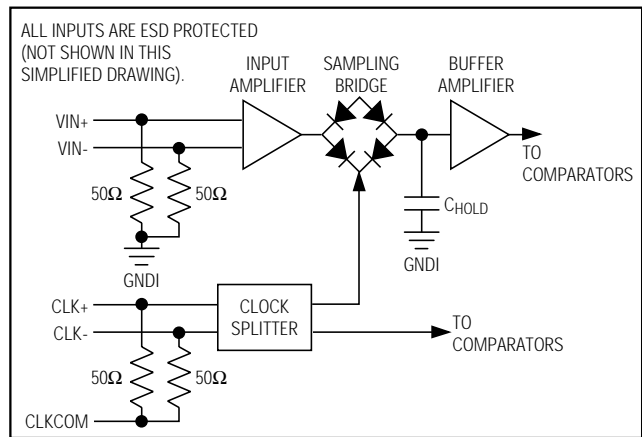 ALL INPUTS ARE ESD PROTECTED
(NOT SHOWN IN THIS
SIMPLIFIED DRAWING).
INPUT
AMPLIFIER
SAMPLING
BRIDGE
BUFFER
AMPLIFIER
VIN+
VIN-
TO
COMPARATORS
50Ω
50Ω
CHOLD
GNDI
GNDI
CLK+
CLK-
CLOCK
SPLITTER
TO
COMPARATORS
50Ω
50Ω
CLKCOM